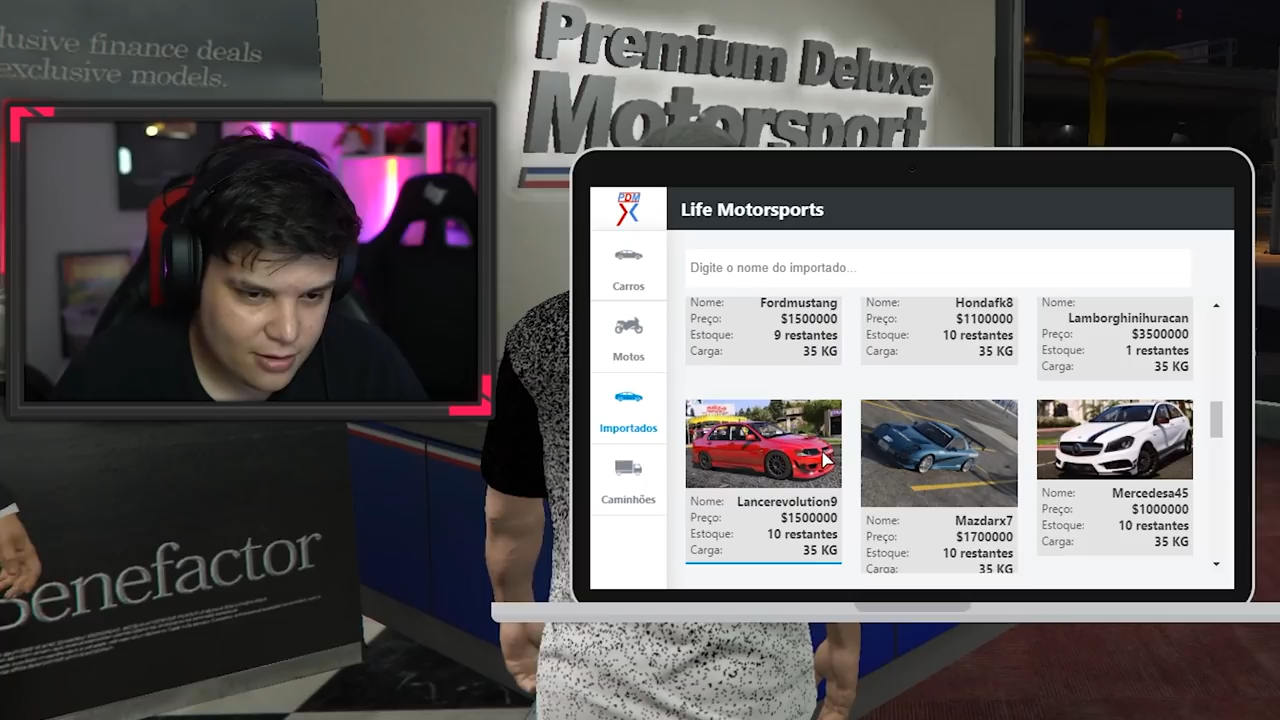 lusive finance deals
exclusive models.
Premium Deluxe
Motorsport
PDM
Life Motorsports
Carros
Motos
Importados
Caminhões
Digite o nome do importado...
Nome: Fordmustang
Preço: $1500000
Estoque: 9 restantes
Carga: 35 KG
Nome: Hondafk8
Preço: $1100000
Estoque: 10 restantes
Carga: 35 KG
Nome:
Lamborghinihuracan
Preço: $3500000
Estoque: 1 restantes
Carga: 35 KG
Nome: Lancerevolution9
Preço: $1500000
Estoque: 10 restantes
Carga: 35 KG
Nome: Mazdarx7
Preço: $1700000
Estoque: 10 restantes
Carga: 35 KG
Nome: Mercedesa45
Preço: $1000000
Estoque: 10 restantes
Carga: 35 KG
Benefactor